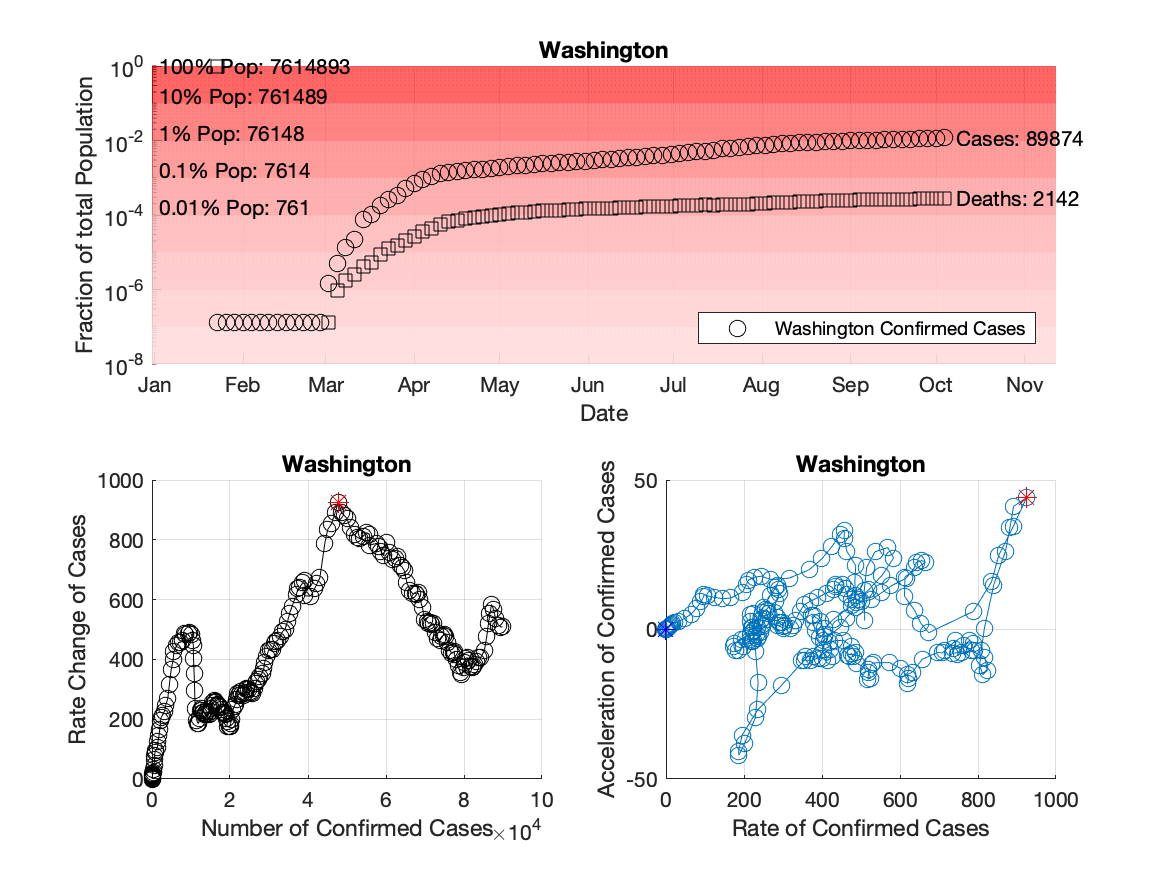 Washington
10^0
10^-2
10^-4
10^-6
10^-8
Fraction of total Population
100% Pop: 7614893
10% Pop: 761489
1% Pop: 76148
0.1% Pop: 7614
0.01% Pop: 761
Cases: 89874
Deaths: 2142
Washington Confirmed Cases
Jan Feb Mar Apr May Jun Jul Aug Sep Oct Nov
Date
Washington
1000
800
600
400
200
0
Rate Change of Cases
0 2 4 6 8 10
Number of Confirmed Cases ×10^4
Washington
50
0
-50
Acceleration of Confirmed Cases
0 200 400 600 800 1000
Rate of Confirmed Cases